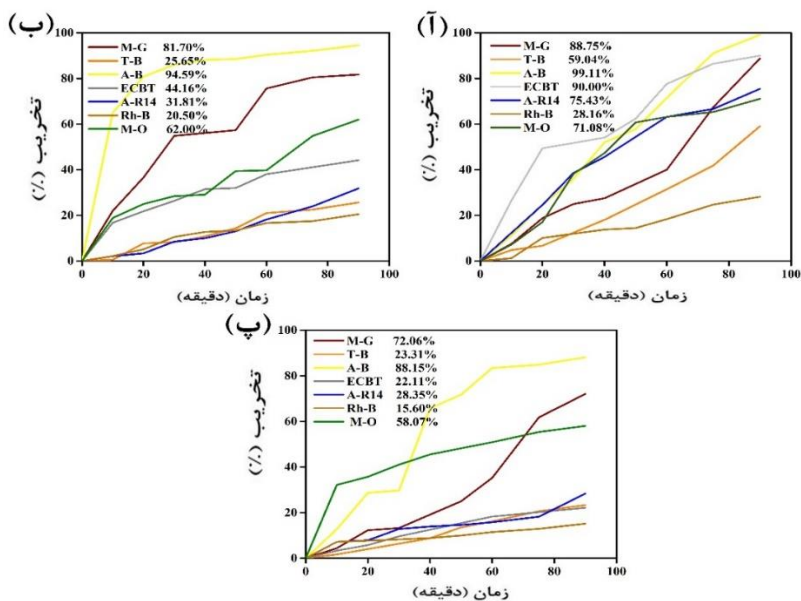 (آ)
100
80
60
40
20
0
تخریب (%)
M-G 88.75%
T-B 59.04%
A-B 99.11%
ECBT 90.00%
A-R14 75.43%
Rh-B 28.16%
M-O 71.08%
0 20 40 60 80 100
زمان (دقیقه)
(ب)
100
80
60
40
20
0
تخریب (%)
M-G 81.70%
T-B 25.65%
A-B 94.59%
ECBT 44.16%
A-R14 31.81%
Rh-B 20.50%
M-O 62.00%
0 20 40 60 80 100
زمان (دقیقه)
(پ)
100
80
60
40
20
0
تخریب (%)
M-G 72.06%
T-B 23.31%
A-B 88.15%
ECBT 22.11%
A-R14 28.35%
Rh-B 15.60%
M-O 58.07%
0 20 40 60 80 100
زمان (دقیقه)